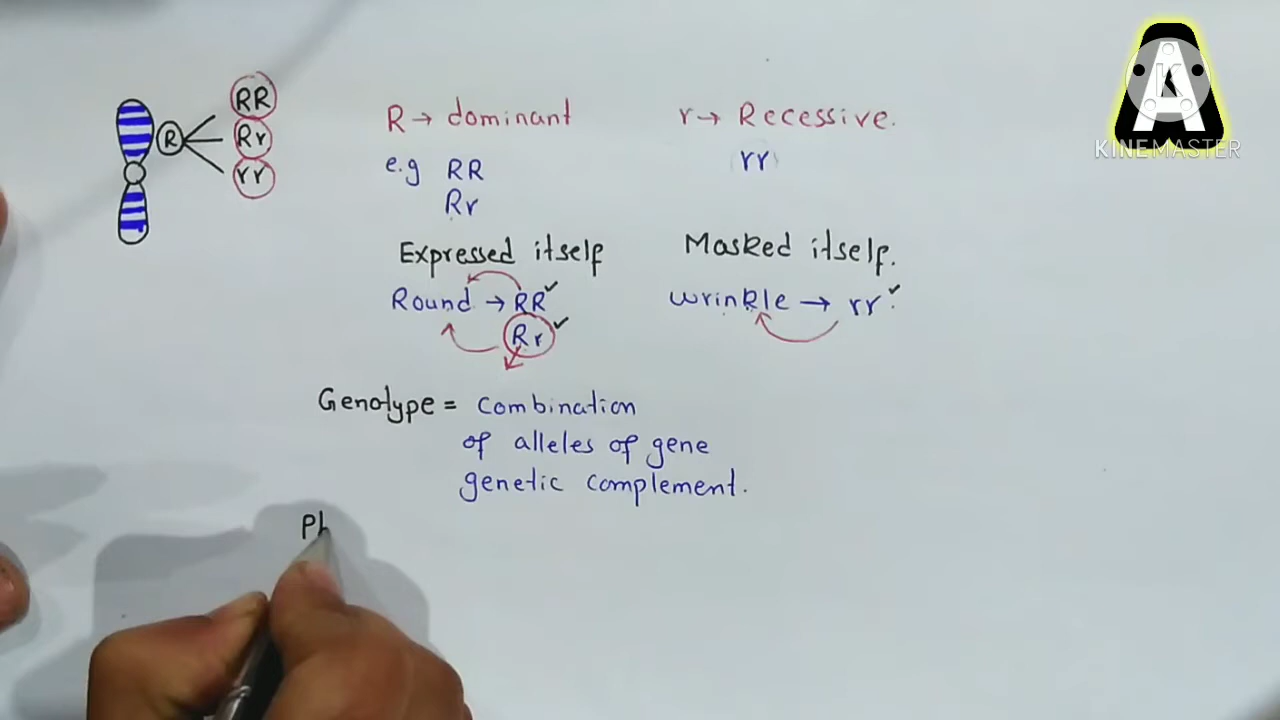 RR
R Rr
rr
R → dominant
e.g RR
Rr
Expressed itself
Round → RR ✓
Rr ✓
r → Recessive.
rr
Masked itself.
wrinkle → rr ✓
Genotype = Combination
of alleles of gene
genetic complement.
Ph
A
K
KINEMASTER